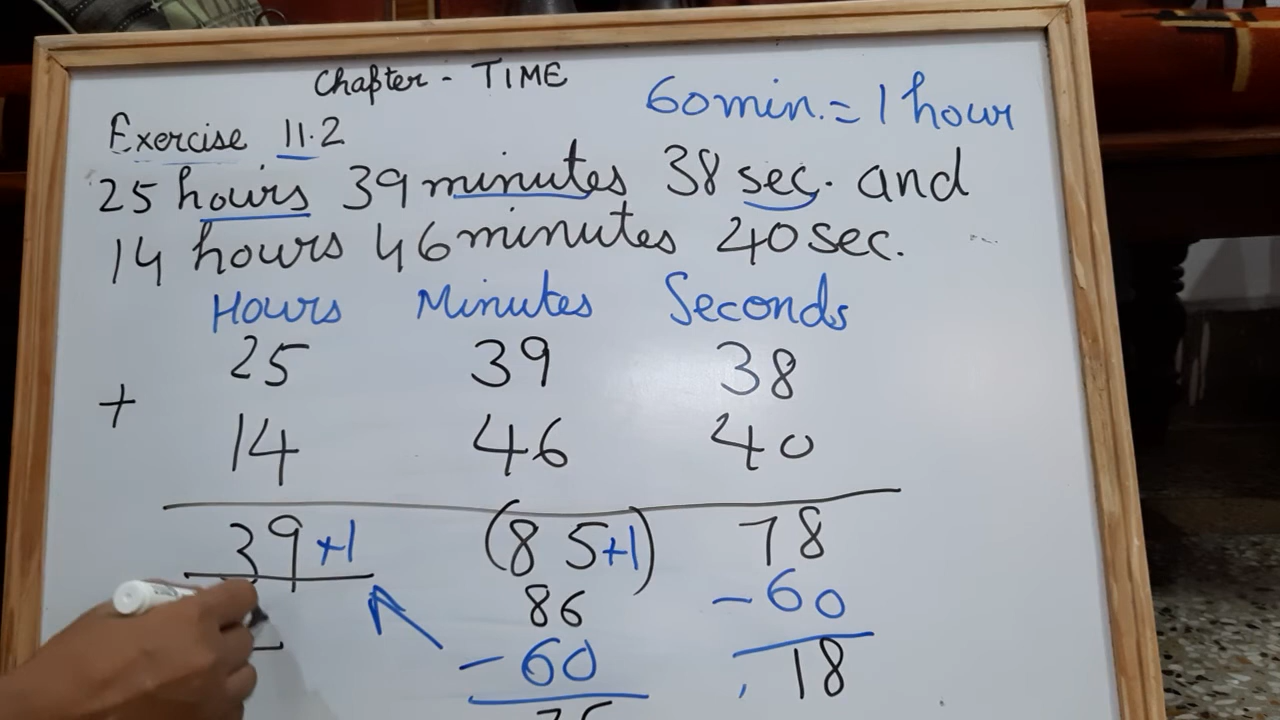 Chapter - TIME
60min. = 1 hour
Exercise 11.2
25 hours 39 minutes 38 sec. and
14 hours 46 minutes 40 sec.
Hours Minutes Seconds
25 39 38
+ 14 46 40
39+1 (85+1) 78
86 -60
-60 18